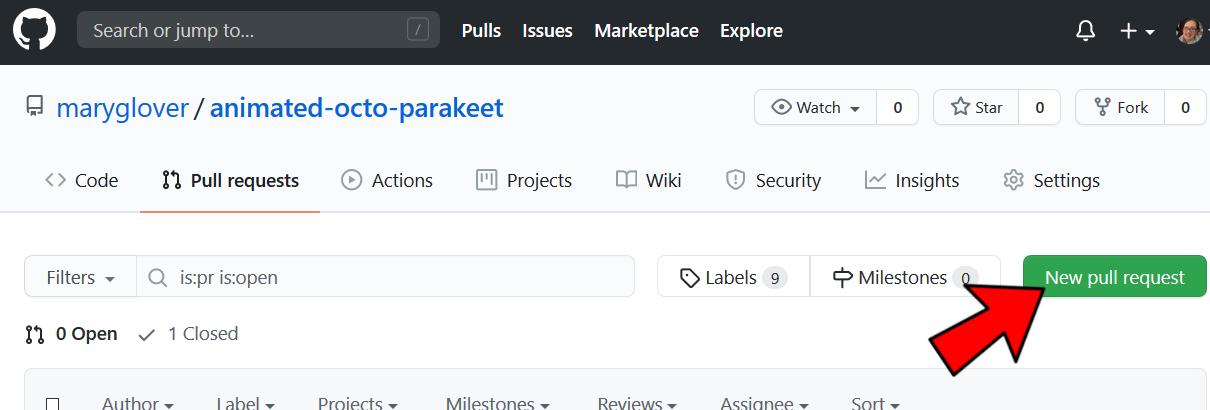 Search or jump to... / Pulls Issues Marketplace Explore
maryglover / animated-octo-parakeet Watch 0 Star 0 Fork 0
Code Pull requests Actions Projects Wiki Security Insights Settings
Filters is:pr is:open Labels 9 Milestones 0 New pull request
0 Open 1 Closed
Author Label Projects Milestones Reviews Assignee Sort